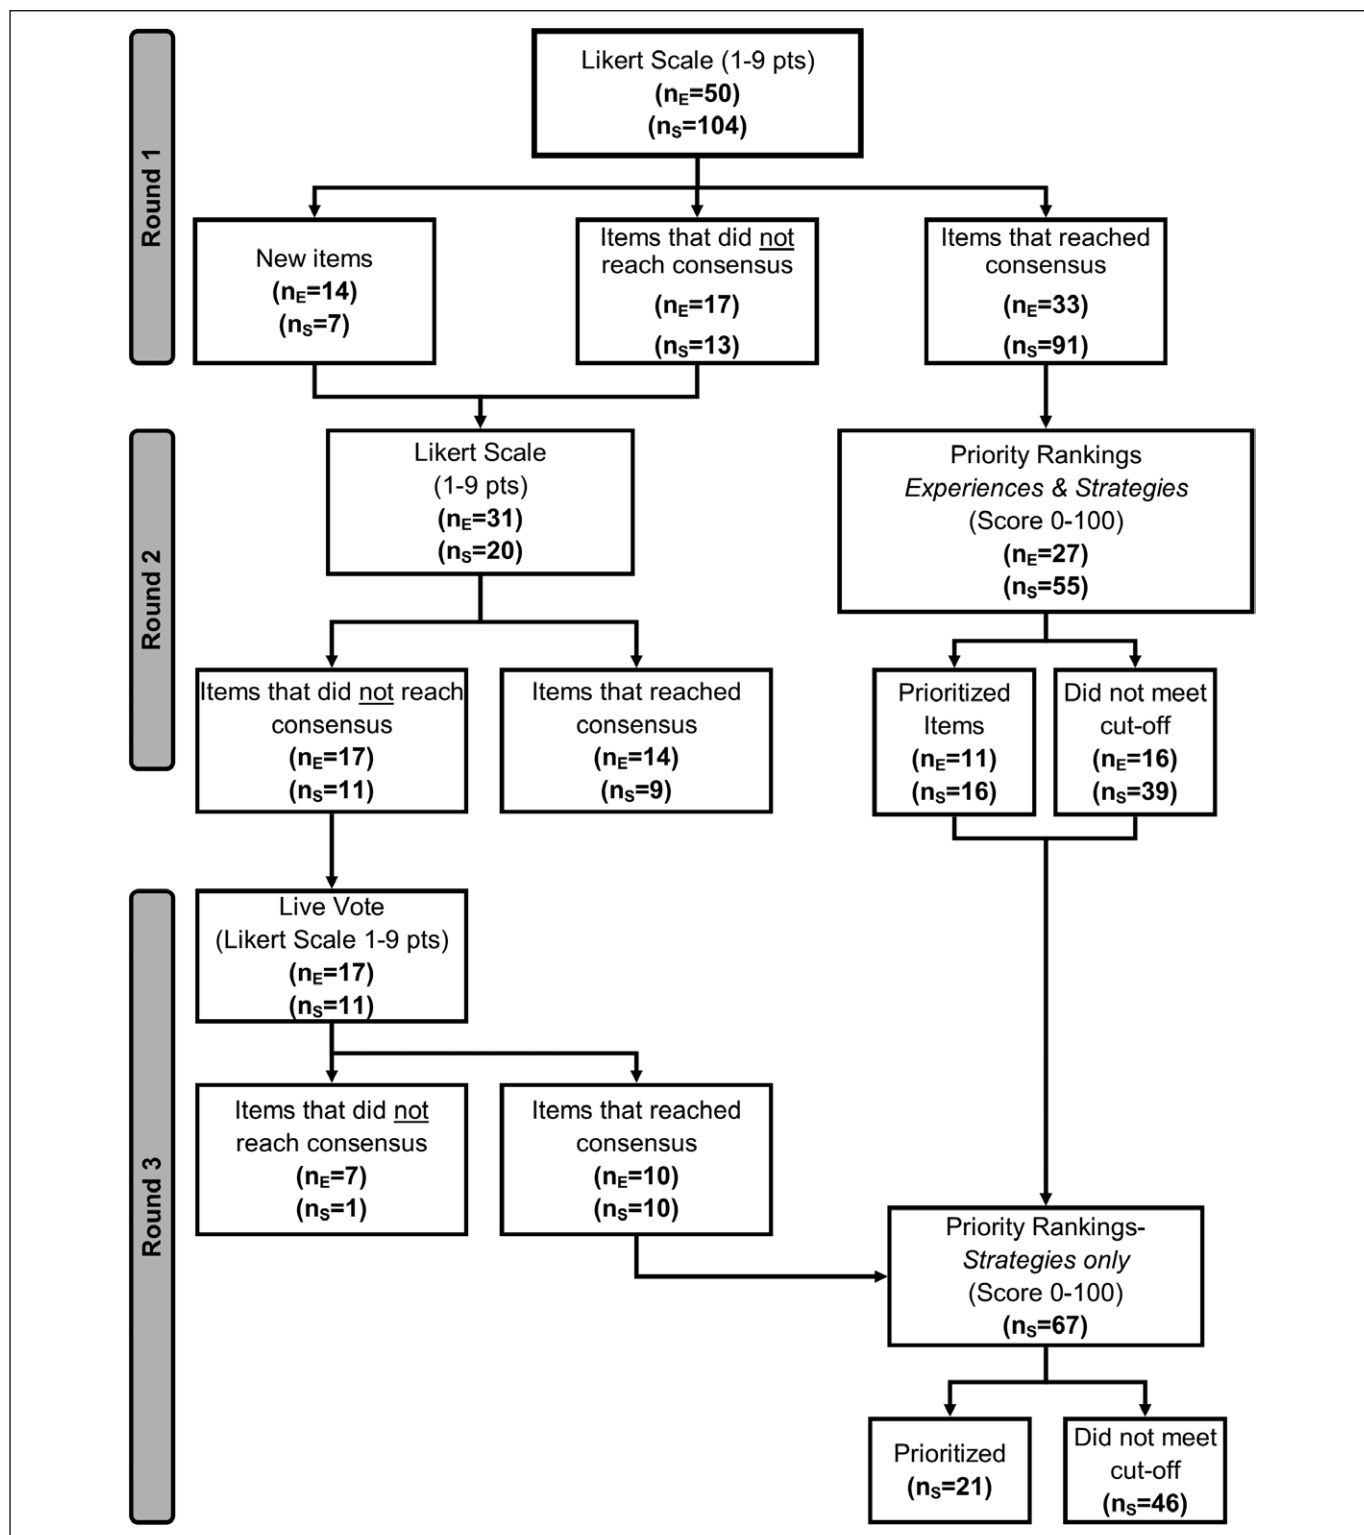 Round 1
Likert Scale (1-9 pts)
(nE=50)
(nS=104)
New items
(nE=14)
(nS=7)
Items that did not
reach consensus
(nE=17)
(nS=13)
Items that reached
consensus
(nE=33)
(nS=91)
Round 2
Likert Scale
(1-9 pts)
(nE=31)
(nS=20)
Priority Rankings
Experiences & Strategies
(Score 0-100)
(nE=27)
(nS=55)
Items that did not reach
consensus
(nE=17)
(nS=11)
Items that reached
consensus
(nE=14)
(nS=9)
Prioritized
Items
(nE=11)
(nS=16)
Did not meet
cut-off
(nE=16)
(nS=39)
Round 3
Live Vote
(Likert Scale 1-9 pts)
(nE=17)
(nS=11)
Items that did not
reach consensus
(nE=7)
(nS=1)
Items that reached
consensus
(nE=10)
(nS=10)
Priority Rankings-
Strategies only
(Score 0-100)
(nS=67)
Prioritized
(nS=21)
Did not meet
cut-off
(nS=46)